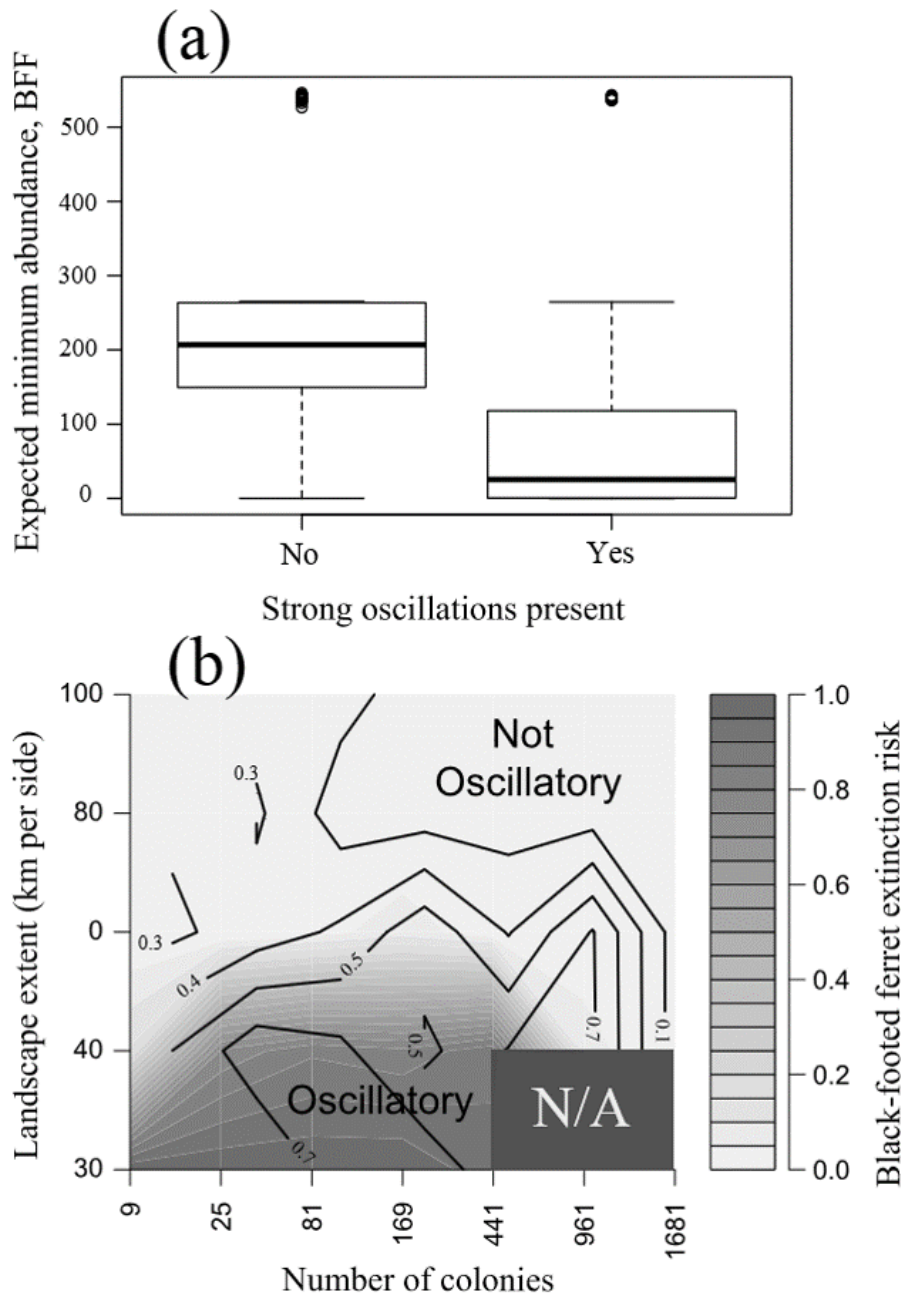 (a)
Expected minimum abundance, BFF
500
400
300
200
100
0
No
Yes
Strong oscillations present
(b)
Landscape extent (km per side)
100
80
0
40
30
Not
Oscillatory
0.3
0.3
0.4
0.5
0.5
0.7
0.1
Oscillatory
N/A
0.7
9
25
81
169
441
961
1681
Number of colonies
1.0
0.8
0.6
0.4
0.2
0.0
Black-footed ferret extinction risk